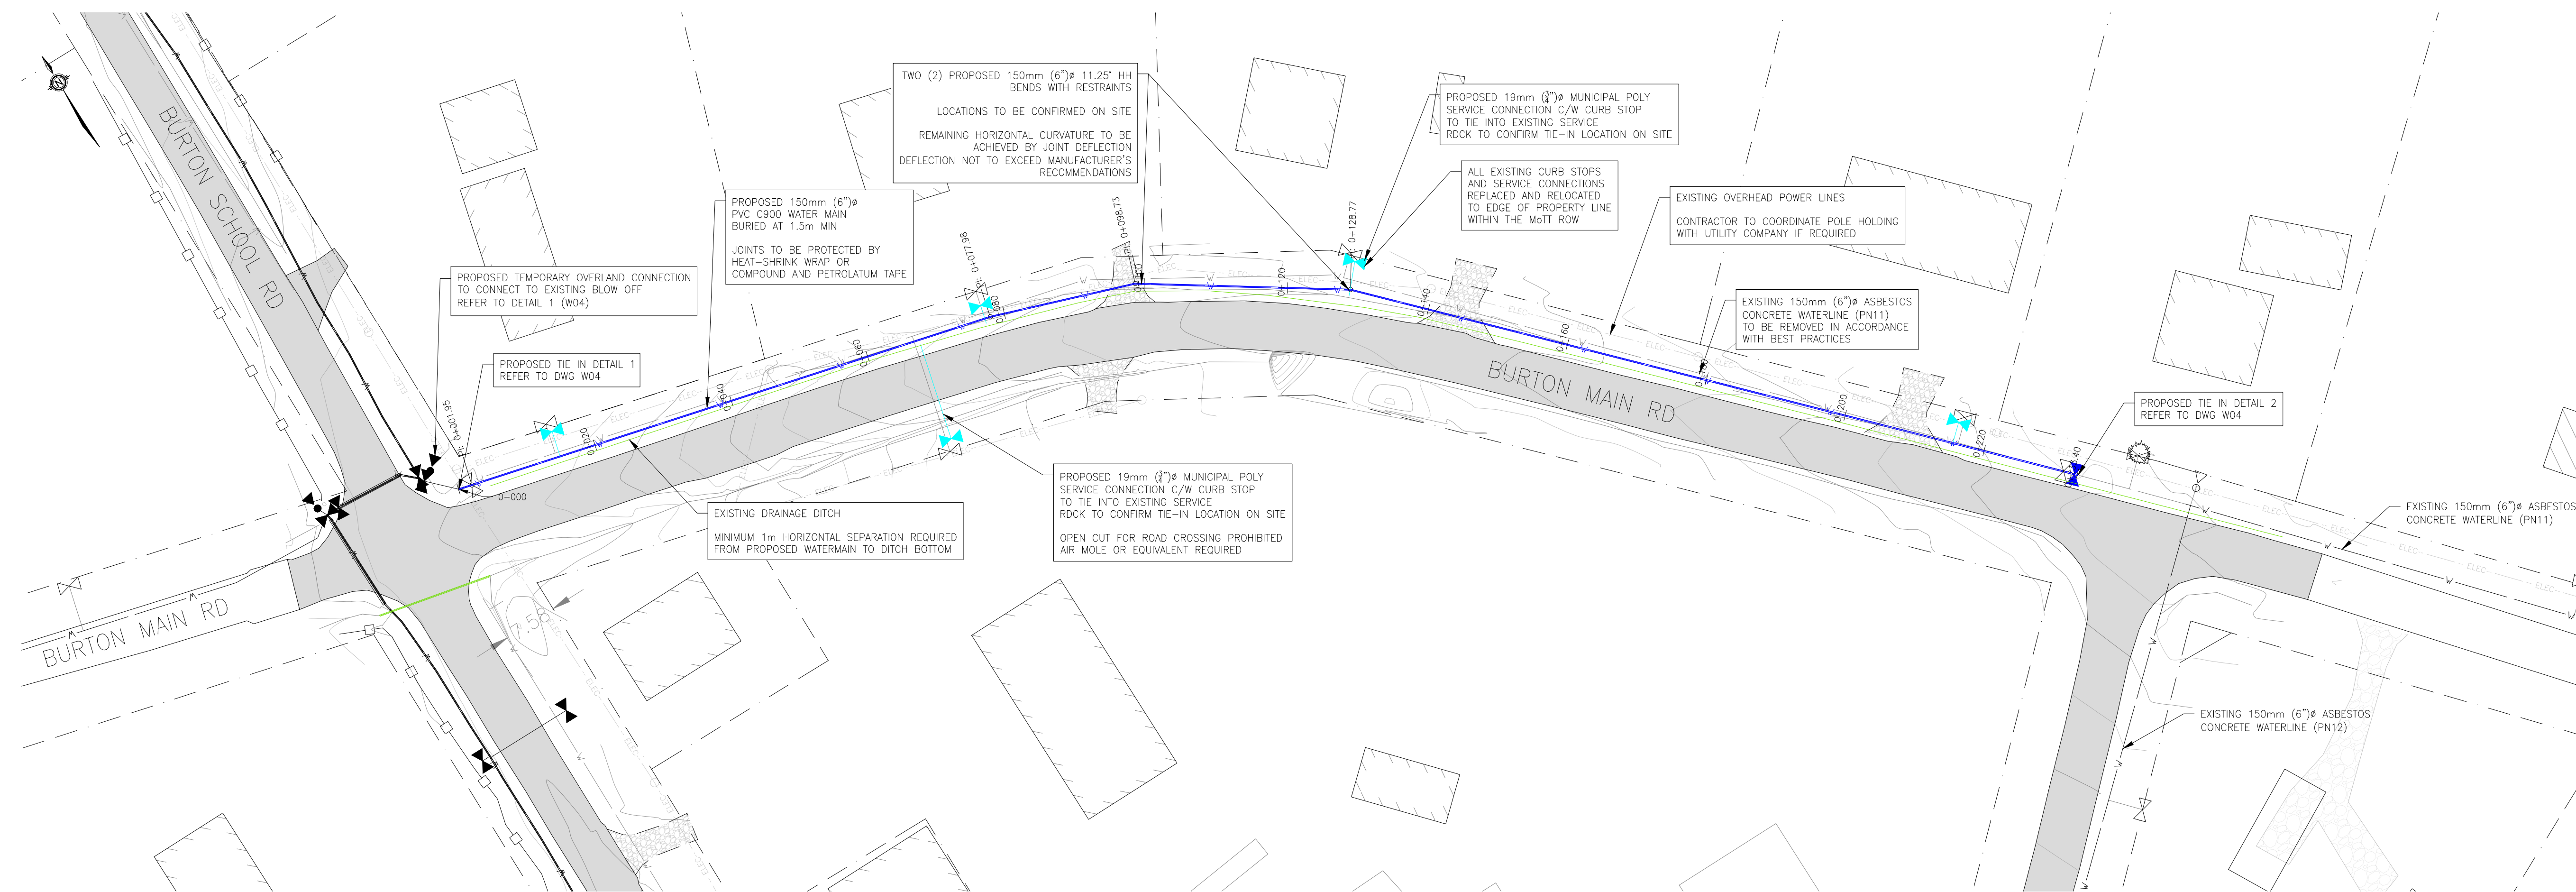 N
BURTON SCHOOL RD
TWO (2) PROPOSED 150mm (6")ø 11.25° HH
BENDS WITH RESTRAINTS
LOCATIONS TO BE CONFIRMED ON SITE
REMAINING HORIZONTAL CURVATURE TO BE
ACHIEVED BY JOINT DEFLECTION
DEFLECTION NOT TO EXCEED MANUFACTURER'S
RECOMMENDATIONS
PROPOSED 19mm (¾")ø MUNICIPAL POLY
SERVICE CONNECTION C/W CURB STOP
TO TIE INTO EXISTING SERVICE
RDCK TO CONFIRM TIE-IN LOCATION ON SITE
ALL EXISTING CURB STOPS
AND SERVICE CONNECTIONS
REPLACED AND RELOCATED
TO EDGE OF PROPERTY LINE
WITHIN THE MoTT ROW
EXISTING OVERHEAD POWER LINES
CONTRACTOR TO COORDINATE POLE HOLDING
WITH UTILITY COMPANY IF REQUIRED
PROPOSED 150mm (6")ø
PVC C900 WATER MAIN
BURIED AT 1.5m MIN
JOINTS TO BE PROTECTED BY
HEAT-SHRINK WRAP OR
COMPOUND AND PETROLATUM TAPE
PROPOSED TEMPORARY OVERLAND CONNECTION
TO CONNECT TO EXISTING BLOW OFF
REFER TO DETAIL 1 (W04)
PROPOSED TIE IN DETAIL 1
REFER TO DWG W04
EXISTING 150mm (6")ø ASBESTOS
CONCRETE WATERLINE (PN11)
TO BE REMOVED IN ACCORDANCE
WITH BEST PRACTICES
PROPOSED TIE IN DETAIL 2
REFER TO DWG W04
PI: 0+001.95
0+000
0+020
0+040
0+060
PI: 0+077.98
0+080
PI: 0+098.73
0+120
0+128.77
0+140
0+160
0+200
0+220
BURTON MAIN RD
EXISTING DRAINAGE DITCH
MINIMUM 1m HORIZONTAL SEPARATION REQUIRED
FROM PROPOSED WATERMAIN TO DITCH BOTTOM
PROPOSED 19mm (¾")ø MUNICIPAL POLY
SERVICE CONNECTION C/W CURB STOP
TO TIE INTO EXISTING SERVICE
RDCK TO CONFIRM TIE-IN LOCATION ON SITE
OPEN CUT FOR ROAD CROSSING PROHIBITED
AIR MOLE OR EQUIVALENT REQUIRED
EXISTING 150mm (6")ø ASBESTOS
CONCRETE WATERLINE (PN11)
BURTON MAIN RD
7.58
EXISTING 150mm (6")ø ASBESTOS
CONCRETE WATERLINE (PN12)
ELEC
W